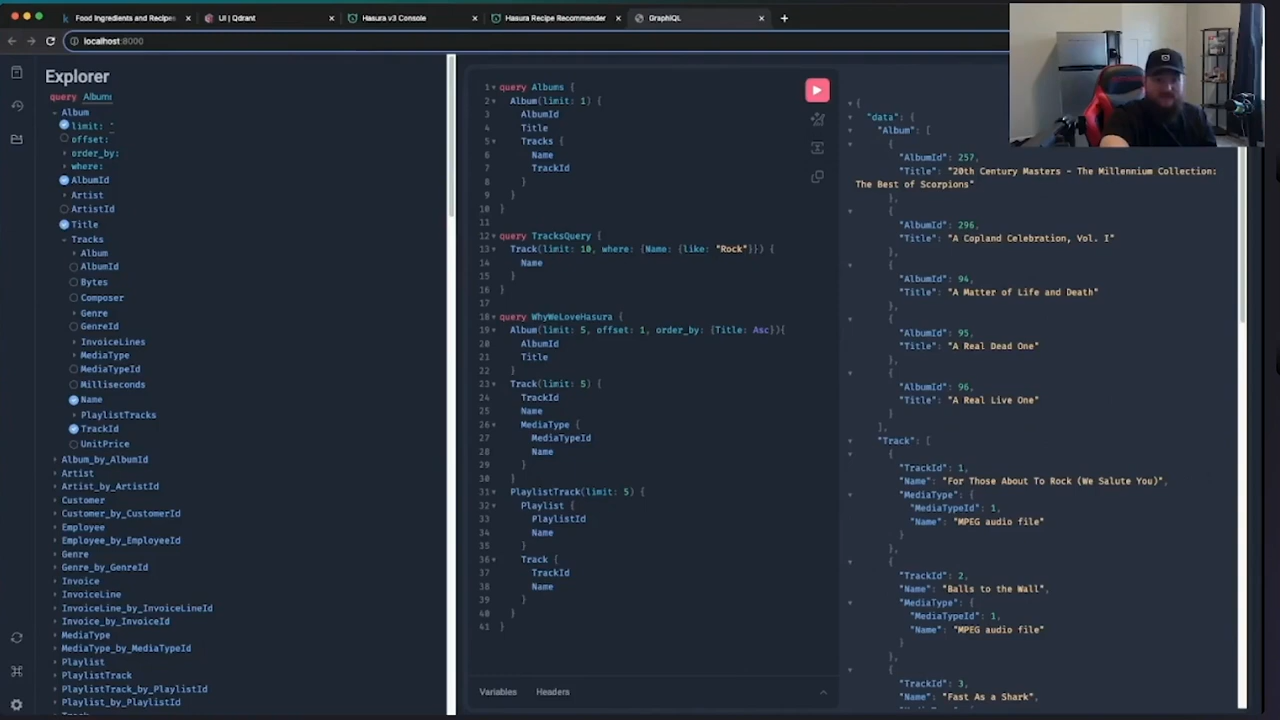 Food Ingredients and Recipes
UI | Qdrant
Hasura v3 Console
Hasura Recipe Recommender
GraphiQL
localhost:8000
Explorer
query Albums
Album
limit:
offset:
order_by:
where:
AlbumId
Artist
ArtistId
Title
Tracks
Album
AlbumId
Bytes
Composer
Genre
GenreId
InvoiceLines
MediaType
MediaTypeId
Milliseconds
Name
PlaylistTracks
TrackId
UnitPrice
Album_by_AlbumId
Artist
Artist_by_ArtistId
Customer
Customer_by_CustomerId
Employee
Employee_by_EmployeeId
Genre
Genre_by_GenreId
Invoice
InvoiceLine
InvoiceLine_by_InvoiceLineId
Invoice_by_InvoiceId
MediaType
MediaType_by_MediaTypeId
Playlist
PlaylistTrack
PlaylistTrack_by_PlaylistId
Playlist_by_PlaylistId
1 query Albums {
2 Album(limit: 1) {
3 AlbumId
4 Title
5 Tracks {
6 Name
7 TrackId
8 }
9 }
10 }
11
12 query TracksQuery {
13 Track(limit: 10, where: {Name: {like: "Rock"}}) {
14 Name
15 }
16 }
17
18 query WhyWeLoveHasura {
19 Album(limit: 5, offset: 1, order_by: {Title: Asc}){
20 AlbumId
21 Title
22 }
23 Track(limit: 5) {
24 TrackId
25 Name
26 MediaType {
27 MediaTypeId
28 Name
29 }
30 }
31 PlaylistTrack(limit: 5) {
32 Playlist {
33 PlaylistId
34 Name
35 }
36 Track {
37 TrackId
38 Name
39 }
40 }
41 }
Variables Headers
{
"data": {
"Album": [
{
"AlbumId": 257,
"Title": "20th Century Masters - The Millennium Collection:
The Best of Scorpions"
},
{
"AlbumId": 296,
"Title": "A Copland Celebration, Vol. I"
},
{
"AlbumId": 94,
"Title": "A Matter of Life and Death"
},
{
"AlbumId": 95,
"Title": "A Real Dead One"
},
{
"AlbumId": 96,
"Title": "A Real Live One"
}
],
"Track": [
{
"TrackId": 1,
"Name": "For Those About To Rock (We Salute You)",
"MediaType": {
"MediaTypeId": 1,
"Name": "MPEG audio file"
}
},
{
"TrackId": 2,
"Name": "Balls to the Wall",
"MediaType": {
"MediaTypeId": 1,
"Name": "MPEG audio file"
}
},
{
"TrackId": 3,
"Name": "Fast As a Shark",